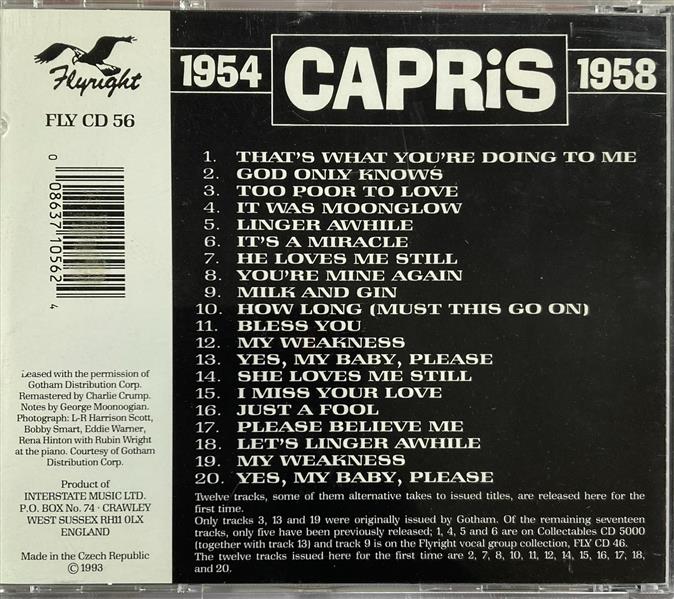 Flyright
FLY CD 56
0 08637 10562 4
1954 CAPRiS 1958
1. THAT'S WHAT YOU'RE DOING TO ME
2. GOD ONLY KNOWS
3. TOO POOR TO LOVE
4. IT WAS MOONGLOW
5. LINGER AWHILE
6. IT'S A MIRACLE
7. HE LOVES ME STILL
8. YOU'RE MINE AGAIN
9. MILK AND GIN
10. HOW LONG (MUST THIS GO ON)
11. BLESS YOU
12. MY WEAKNESS
13. YES, MY BABY, PLEASE
14. SHE LOVES ME STILL
15. I MISS YOUR LOVE
16. JUST A FOOL
17. PLEASE BELIEVE ME
18. LET'S LINGER AWHILE
19. MY WEAKNESS
20. YES, MY BABY, PLEASE
Twelve tracks, some of them alternative takes to issued titles, are released here for the
first time.
Only tracks 3, 13 and 19 were originally issued by Gotham. Of the remaining seventeen
tracks, only five have been previously released; 1, 4, 5 and 6 are on Collectables CD 5000
(together with track 13) and track 9 is on the Flyright vocal group collection, FLY CD 46.
The twelve tracks issued here for the first time are 2, 7, 8, 10, 11, 12, 14, 15, 16, 17, 18,
and 20.
Leased with the permission of
Gotham Distribution Corp.
Remastered by Charlie Crump.
Notes by George Moonoogian.
Photograph: L-R Harrison Scott,
Bobby Smart, Eddie Warner,
Rena Hinton with Rubin Wright
at the piano. Courtesy of Gotham
Distribution Corp.
Product of
INTERSTATE MUSIC LTD.
P.O. BOX No. 74 · CRAWLEY
WEST SUSSEX RH11 OLX
ENGLAND
Made in the Czech Republic
© 1993